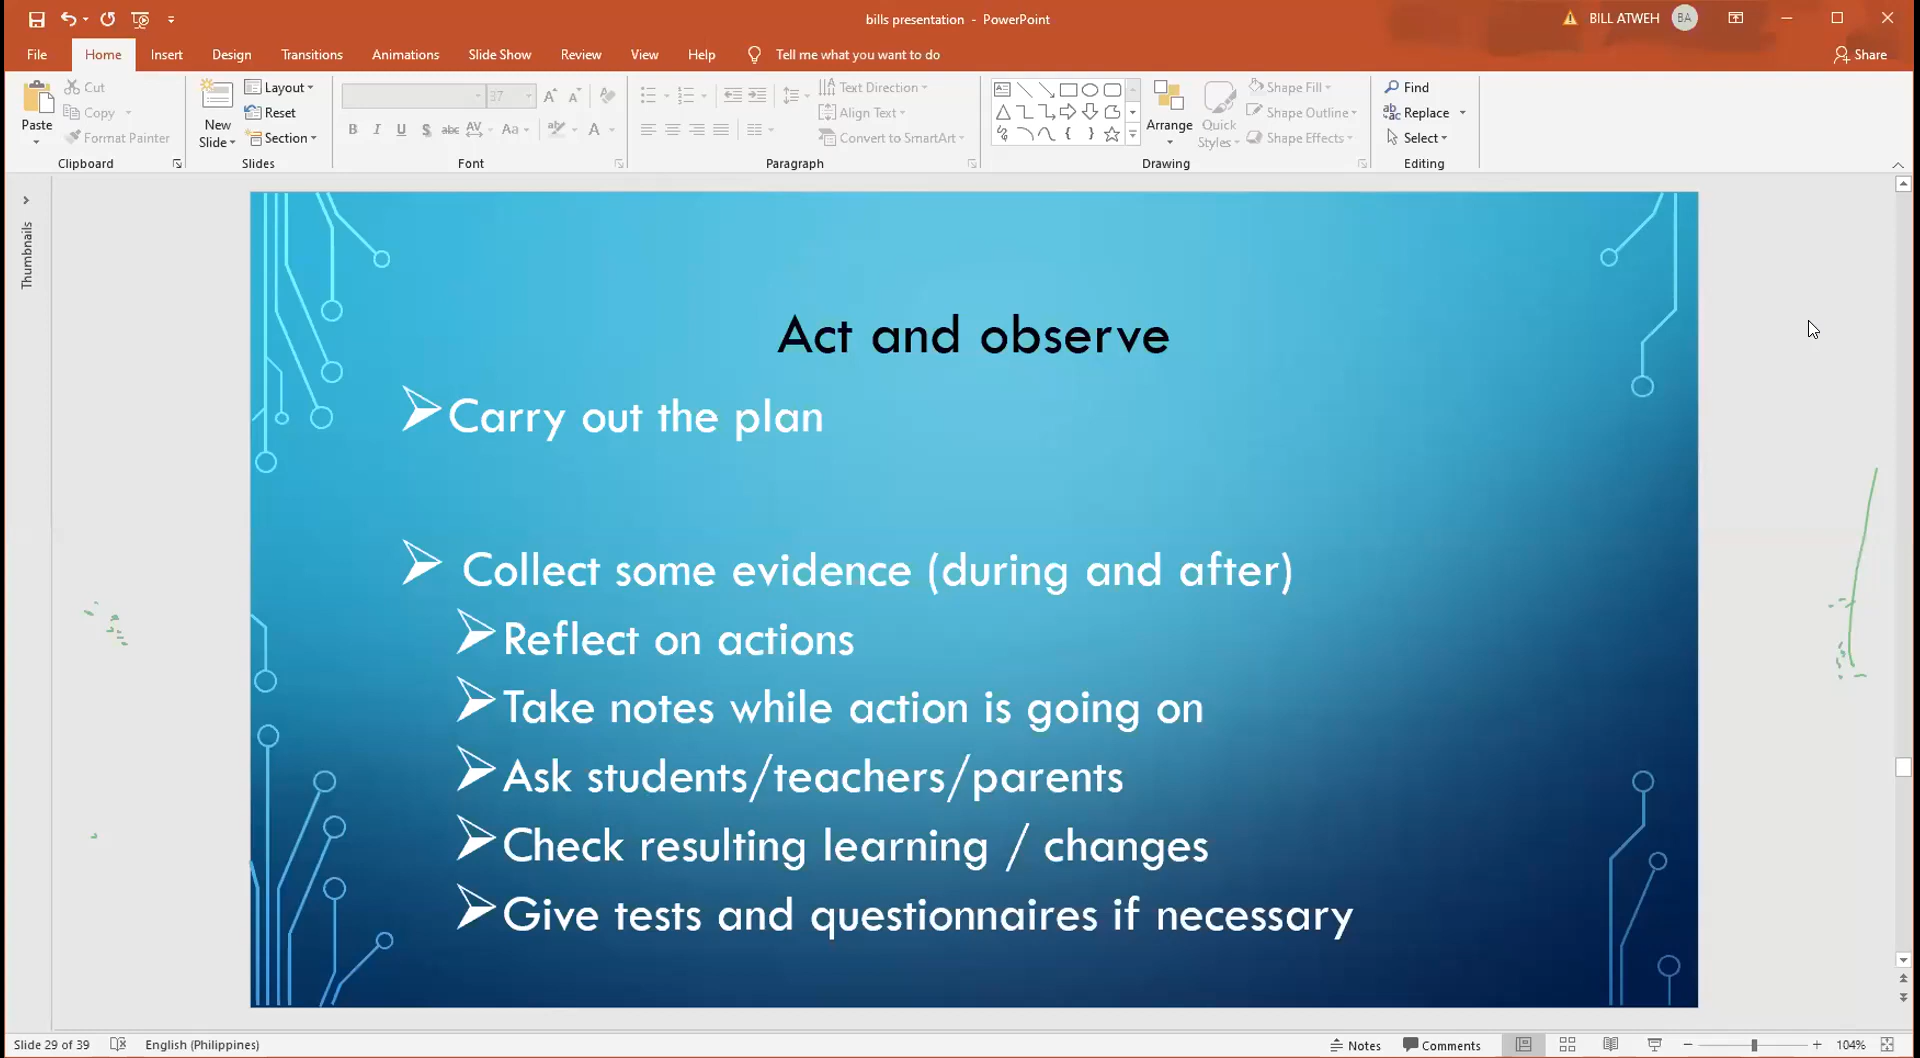 bills presentation - PowerPoint
BILL ATWEH
BA
File
Home
Insert
Design
Transitions
Animations
Slide Show
Review
View
Help
Tell me what you want to do
Share
Paste
Cut
Copy
Format Painter
Clipboard
New Slide
Layout
Reset
Section
Slides
37
B I U S abc AV Aa A
Font
Text Direction
Align Text
Convert to SmartArt
Paragraph
Arrange
Quick Styles
Shape Fill
Shape Outline
Shape Effects
Drawing
Find
Replace
Select
Editing
Thumbnails
Act and observe
Carry out the plan
Collect some evidence (during and after)
Reflect on actions
Take notes while action is going on
Ask students/teachers/parents
Check resulting learning / changes
Give tests and questionnaires if necessary
Slide 29 of 39
English (Philippines)
Notes
Comments
104%